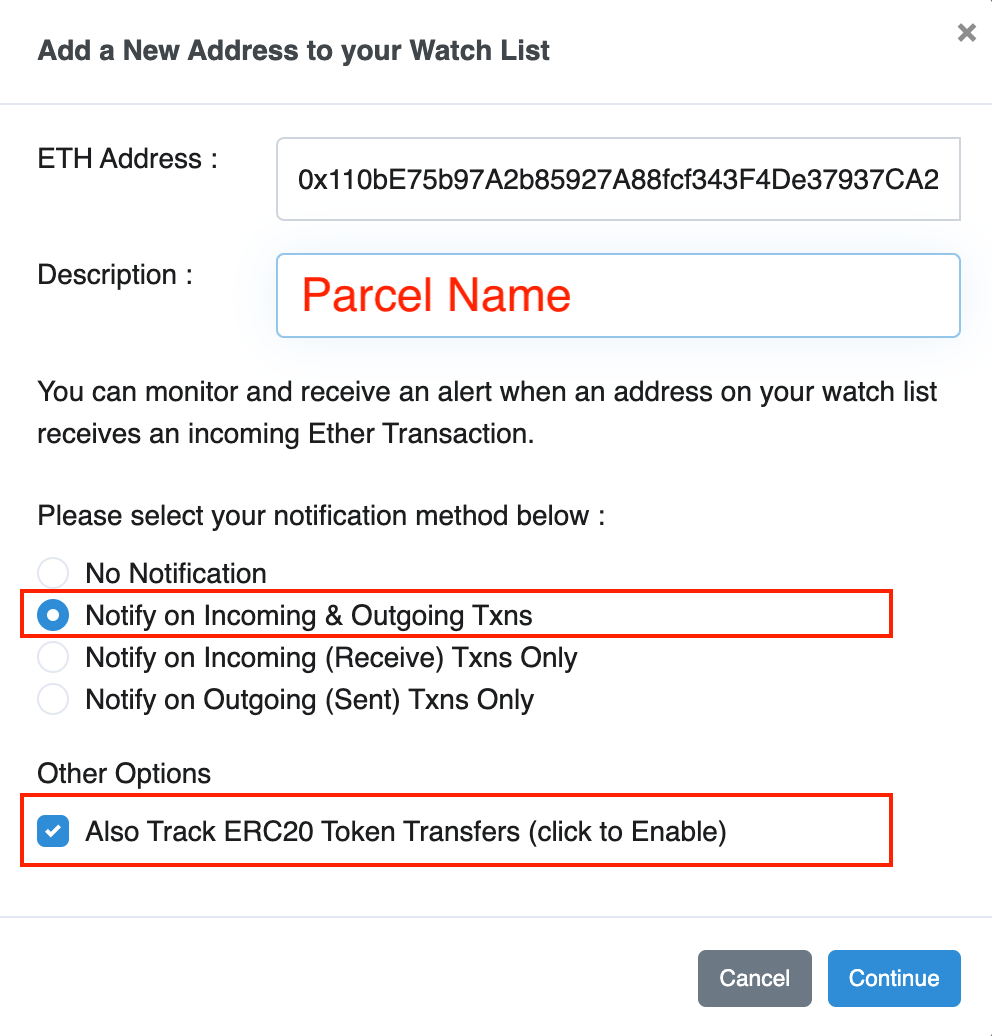 Add a New Address to your Watch List
ETH Address :
0x110bE75b97A2b85927A88fcf343F4De37937CA2
Description :
Parcel Name
You can monitor and receive an alert when an address on your watch list
receives an incoming Ether Transaction.
Please select your notification method below :
No Notification
Notify on Incoming & Outgoing Txns
Notify on Incoming (Receive) Txns Only
Notify on Outgoing (Sent) Txns Only
Other Options
Also Track ERC20 Token Transfers (click to Enable)
Cancel
Continue